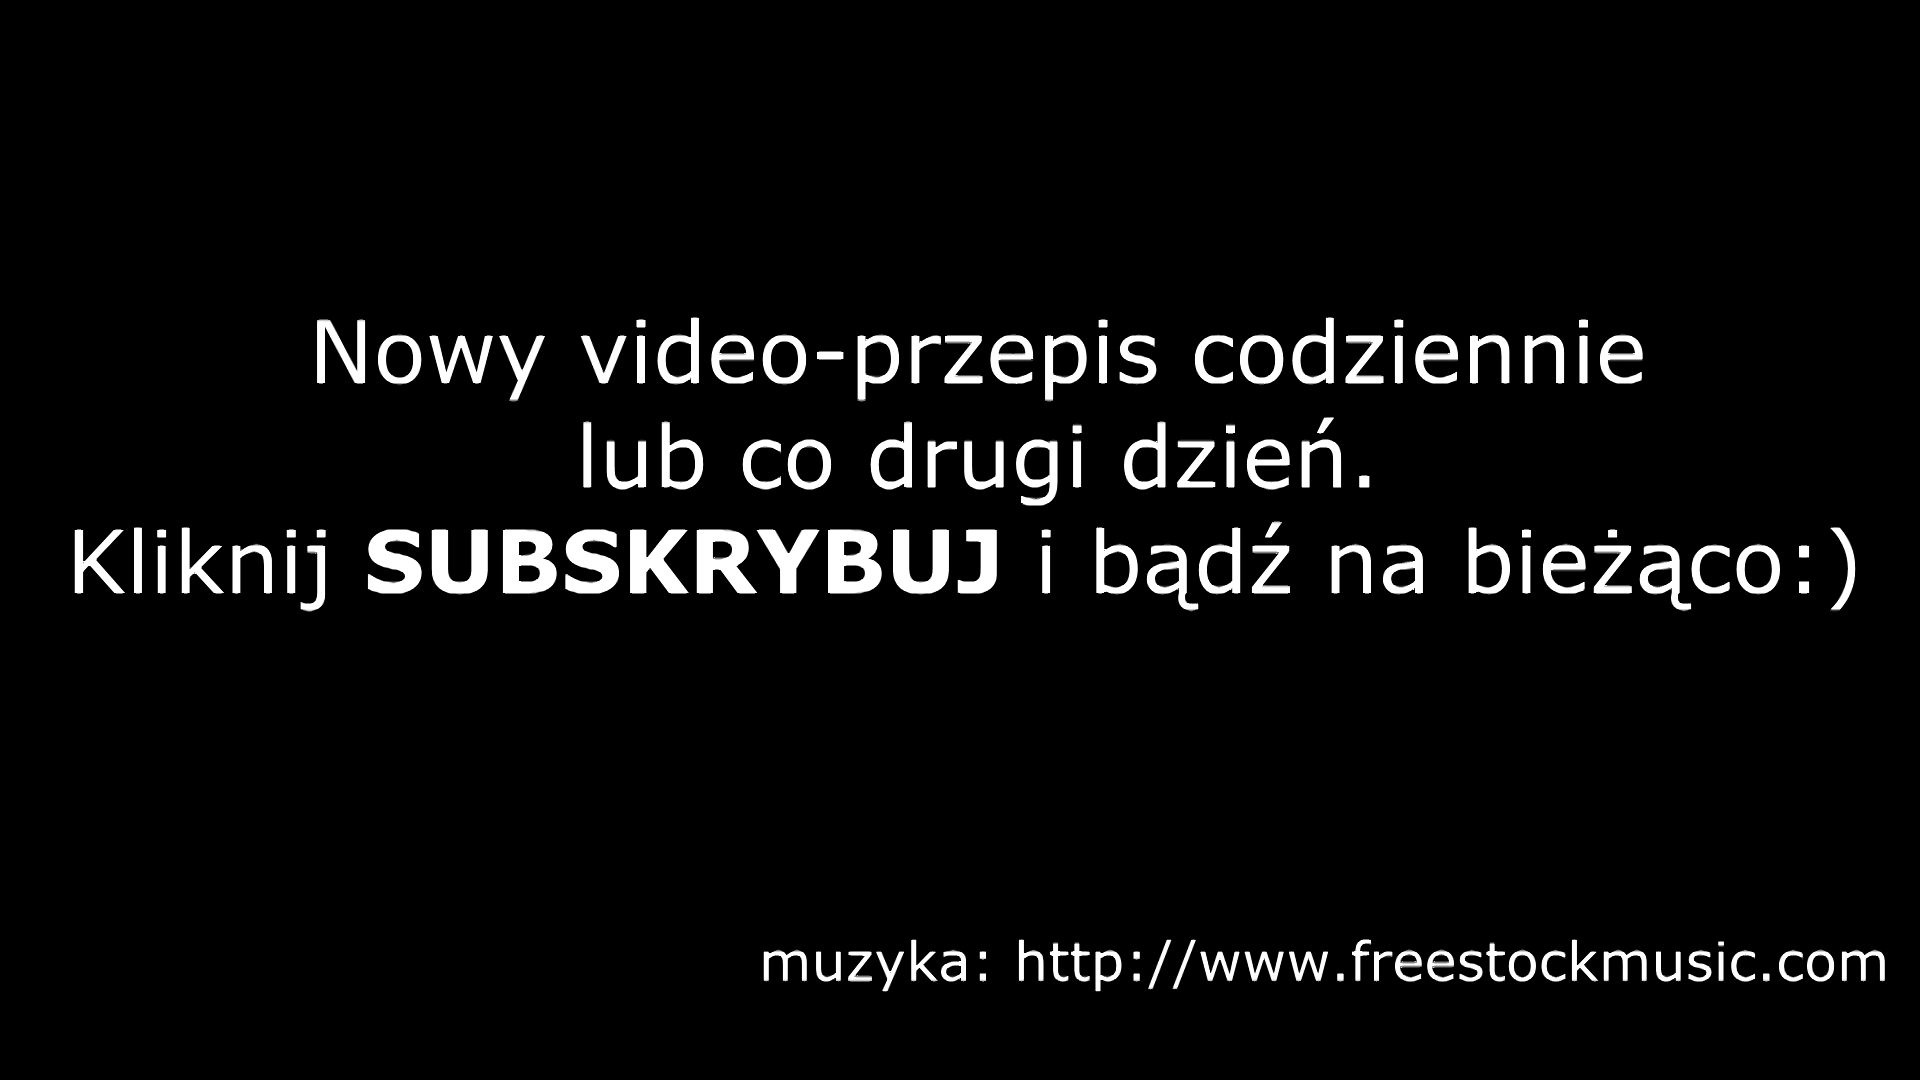 Nowy video-przepis codziennie
lub co drugi dzień.
Kliknij SUBSKRYBUJ i bądź na bieżąco:)
muzyka: http://www.freestockmusic.com